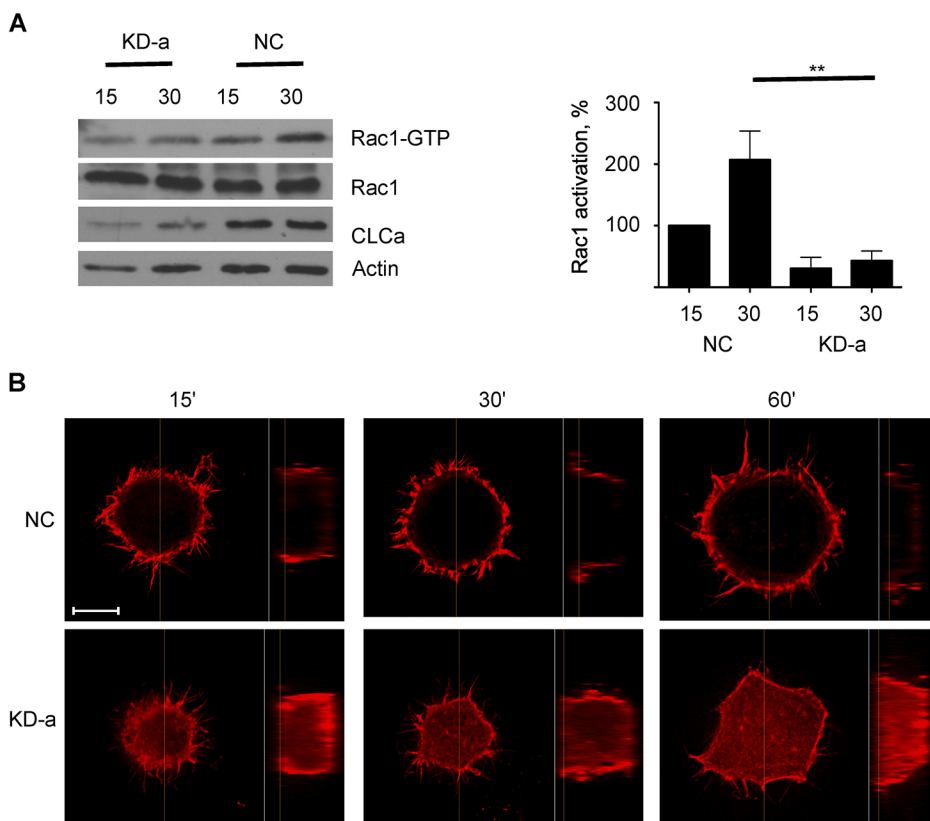 A
KD-a NC
15 30 15 30
Rac1-GTP
Rac1
CLCa
Actin
**
Rac1 activation, %
300
200
100
15 30 15 30
NC KD-a
B
15' 30' 60'
NC
KD-a